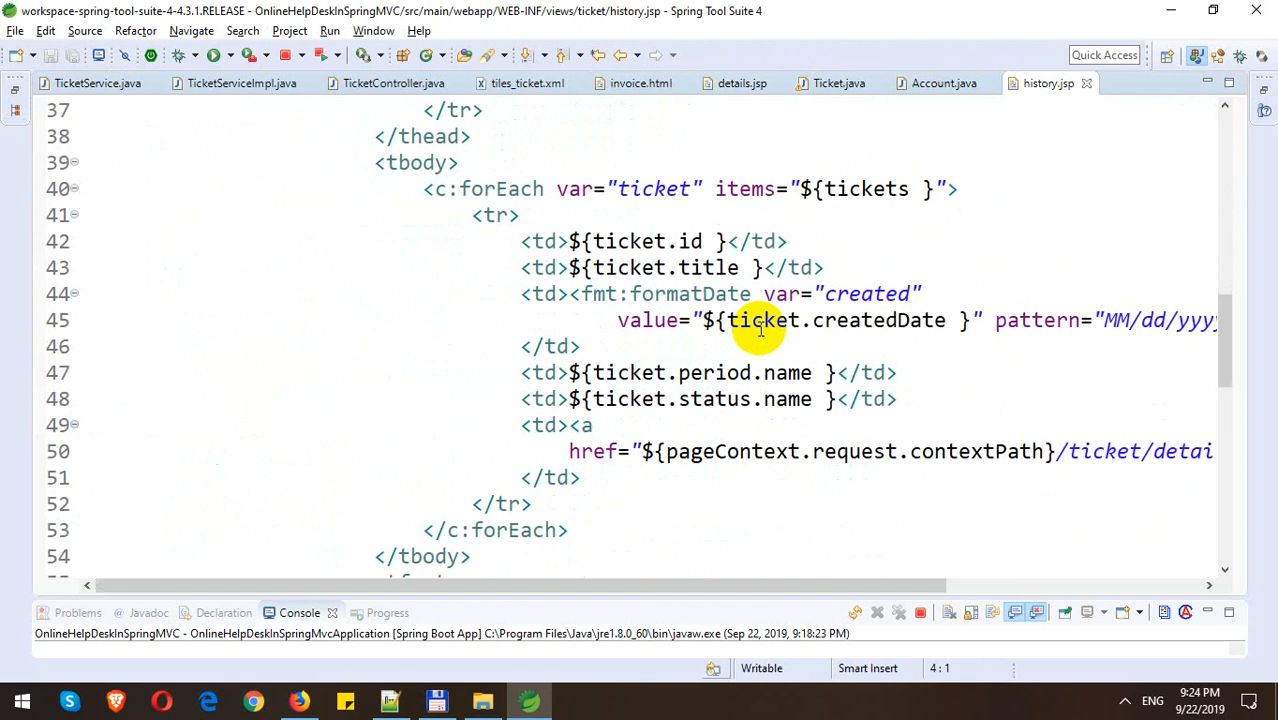 workspace-spring-tool-suite-4-4.3.1.RELEASE - OnlineHelpDeskInSpringMVC/src/main/webapp/WEB-INF/views/ticket/history.jsp - Spring Tool Suite 4
File Edit Source Refactor Navigate Search Project Run Window Help
Quick Access
TicketService.java TicketServiceImpl.java TicketController.java tiles_ticket.xml invoice.html details.jsp Ticket.java Account.java history.jsp
37 </tr>
38 </thead>
39 <tbody>
40 <c:forEach var="ticket" items="${tickets }">
41 <tr>
42 <td>${ticket.id }</td>
43 <td>${ticket.title }</td>
44 <td><fmt:formatDate var="created"
45 value="${ticket.createdDate }" pattern="MM/dd/yyyy
46 </td>
47 <td>${ticket.period.name }</td>
48 <td>${ticket.status.name }</td>
49 <td><a
50 href="${pageContext.request.contextPath}/ticket/detai
51 </td>
52 </tr>
53 </c:forEach>
54 </tbody>
Problems Javadoc Declaration Console Progress
OnlineHelpDeskInSpringMVC - OnlineHelpDeskInSpringMvcApplication [Spring Boot App] C:\Program Files\Java\jre1.8.0_60\bin\javaw.exe (Sep 22, 2019, 9:18:23 PM)
Writable Smart Insert 4 : 1
ENG 9:24 PM
9/22/2019